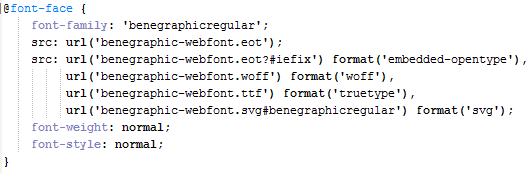 @font-face {
    font-family: 'benegraphicregular';
    src: url('benegraphic-webfont.eot');
    src: url('benegraphic-webfont.eot?#iefix') format('embedded-opentype'),
        url('benegraphic-webfont.woff') format('woff'),
        url('benegraphic-webfont.ttf') format('truetype'),
        url('benegraphic-webfont.svg#benegraphicregular') format('svg');
    font-weight: normal;
    font-style: normal;
}